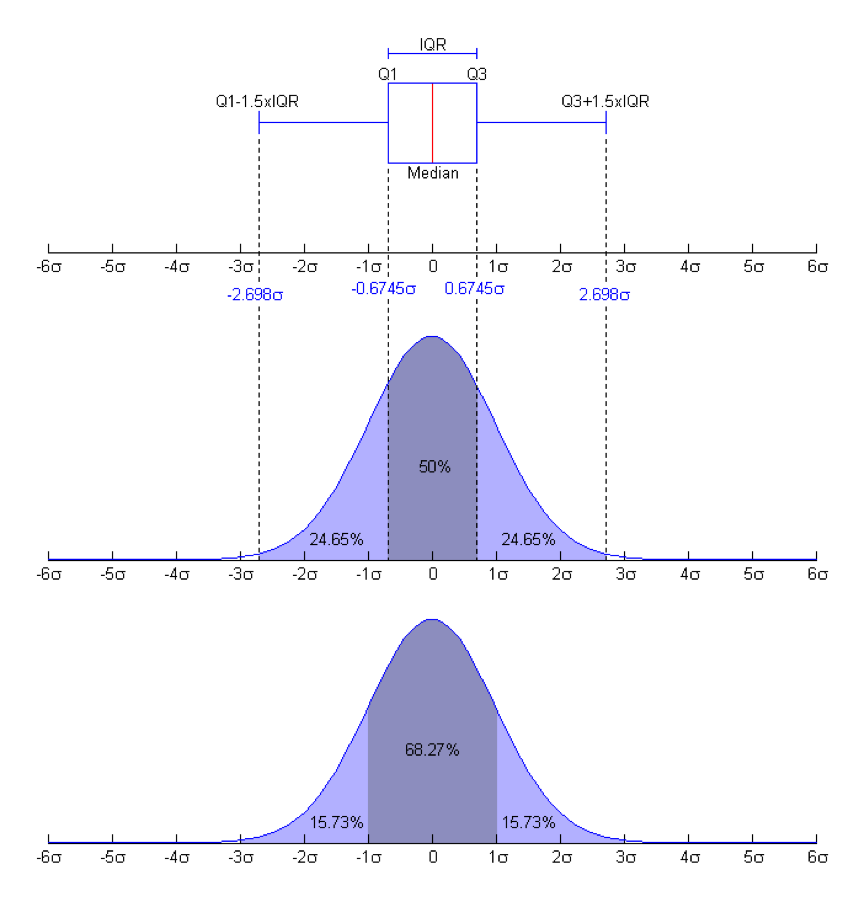 IQR
Q1 Q3
Q1-1.5xIQR Q3+1.5xIQR
Median
-6σ -5σ -4σ -3σ -2σ -1σ 0 1σ 2σ 3σ 4σ 5σ 6σ
-2.698σ -0.6745σ 0.6745σ 2.698σ
50%
24.65% 24.65%
-6σ -5σ -4σ -3σ -2σ -1σ 0 1σ 2σ 3σ 4σ 5σ 6σ
68.27%
15.73% 15.73%
-6σ -5σ -4σ -3σ -2σ -1σ 0 1σ 2σ 3σ 4σ 5σ 6σ